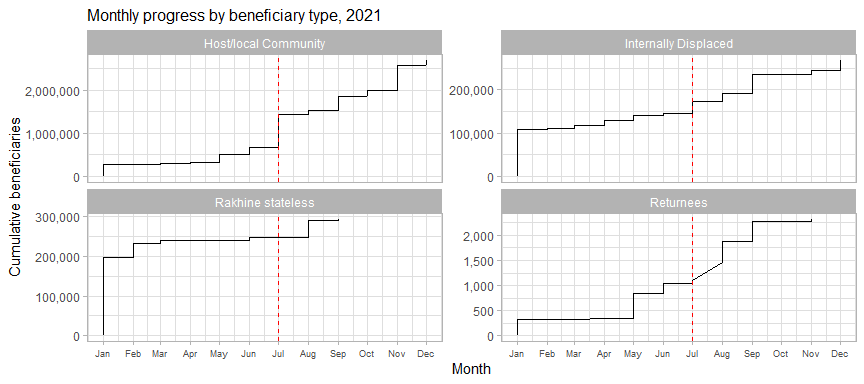 Monthly progress by beneficiary type, 2021
Host/local Community
Internally Displaced
2,000,000
1,000,000
0
200,000
100,000
0
Cumulative beneficiaries
Rakhine stateless
Returnees
300,000
200,000
100,000
0
2,000
1,500
1,000
500
0
Jan Feb Mar Apr May Jun Jul Aug Sep Oct Nov Dec
Jan Feb Mar Apr May Jun Jul Aug Sep Oct Nov Dec
Month